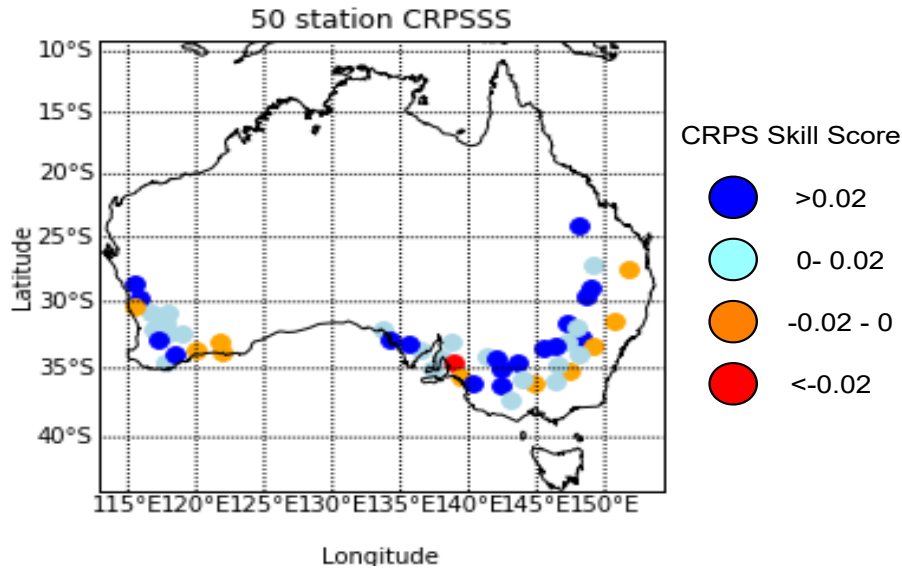 50 station CRPSSS
10°S
15°S
20°S
25°S
30°S
35°S
40°S
Latitude
115°E120°E125°E130°E135°E140°E145°E150°E
Longitude
CRPS Skill Score
>0.02
0- 0.02
-0.02 - 0
<-0.02